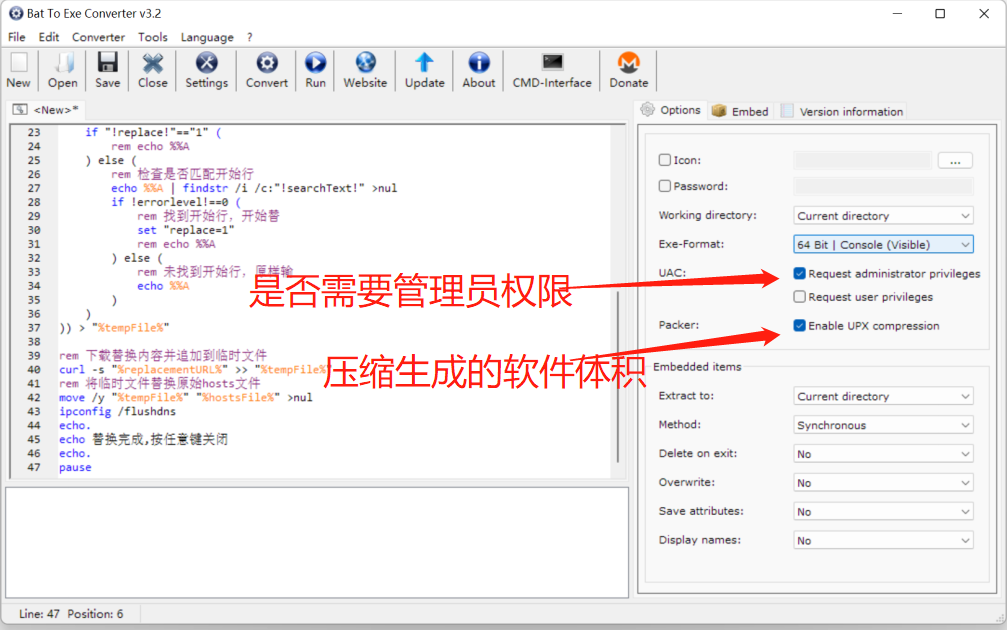 Bat To Exe Converter v3.2
File Edit Converter Tools Language ?
New Open Save Close Settings Convert Run Website Update About CMD-Interface Donate
<New>*
23 if "!replace!"=="1" (
24 rem echo %%A
25 ) else (
26 rem 检查是否匹配开始行
27 echo %%A | findstr /i /c:"!searchText!" >nul
28 if !errorlevel!==0 (
29 rem 找到开始行，开始替
30 set "replace=1"
31 rem echo %%A
32 ) else (
33 rem 未找到开始行，原样输
34 echo %%A
35 )
36 )
37 )) > "%tempFile%"
38
39 rem 下载替换内容并追加到临时文件
40 curl -s "%replacementURL%" >> "%tempFile%"
41 rem 将临时文件替换原始hosts文件
42 move /y "%tempFile%" "%hostsFile%" >nul
43 ipconfig /flushdns
44 echo.
45 echo 替换完成,按任意键关闭
46 echo.
47 pause
是否需要管理员权限
压缩生成的软件体积
Options Embed Version information
Icon: ...
Password:
Working directory: Current directory
Exe-Format: 64 Bit | Console (Visible)
UAC: Request administrator privileges
Request user privileges
Packer: Enable UPX compression
Embedded items
Extract to: Current directory
Method: Synchronous
Delete on exit: No
Overwrite: No
Save attributes: No
Display names: No
Line: 47 Position: 6